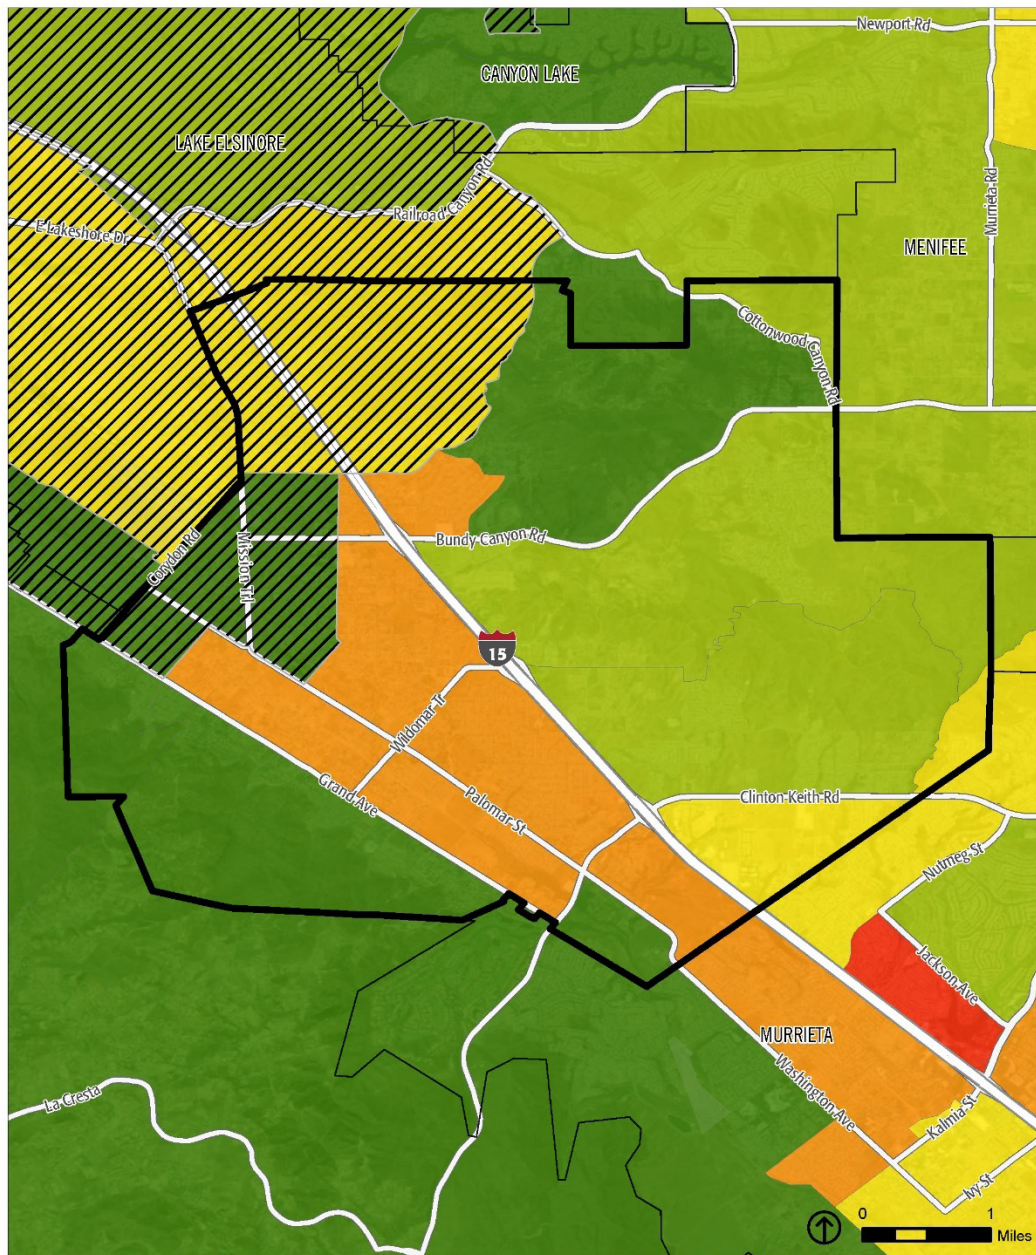 Newport Rd
CANYON LAKE
LAKE ELSINORE
Railroad Canyon Rd
Murrieta Rd
E Lakeshore Dr
MENIFEE
Cottonwood Canyon Rd
Corydon Rd
Mission Trl
Bundy Canyon Rd
15
Wildomar Tr
Grand Ave
Palomar St
Clinton Keith Rd
Nutmeg St
Jackson Ave
MURRIETA
Washington Ave
La Cresta
Kalmia St
Ivy St
0 1
Miles